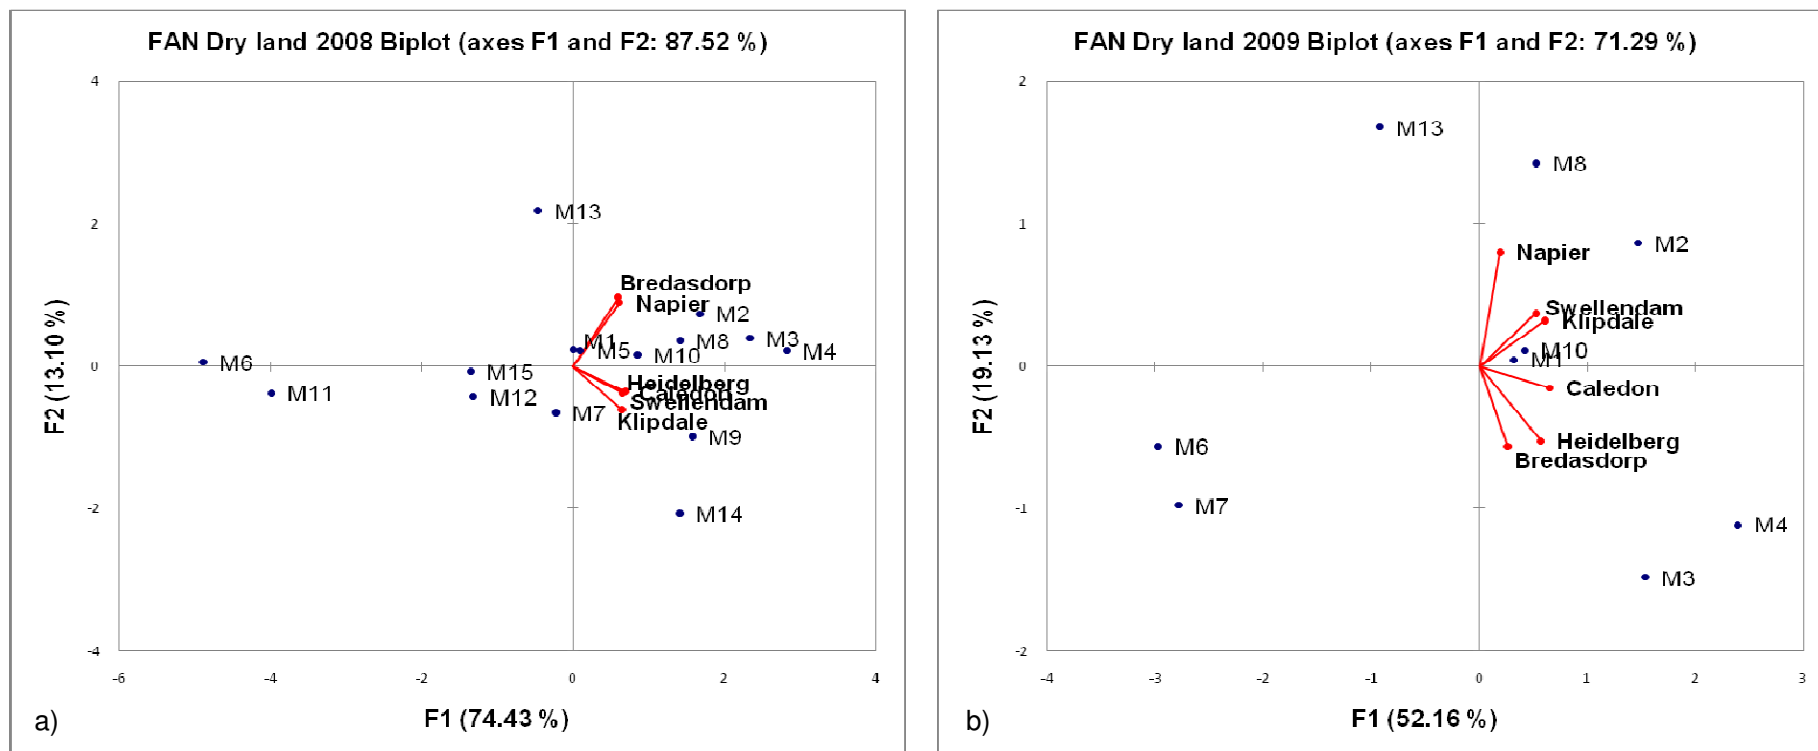 FAN Dry land 2008 Biplot (axes F1 and F2: 87.52 %)
4
2
0
-2
-4
F2 (13.10 %)
M13
Bredasdorp
Napier
M2
M1
M5
M10
M8
M3
M4
M6
M11
M15
M12
M7
Heidelberg
Caledon
Swellendam
Klipdale
M9
M14
-6
-4
-2
0
2
4
F1 (74.43 %)
a)
FAN Dry land 2009 Biplot (axes F1 and F2: 71.29 %)
2
1
0
-1
-2
F2 (19.13 %)
M13
M8
M2
Napier
Swellendam
Klipdale
M10
M1
Caledon
Heidelberg
Bredasdorp
M6
M7
M4
M3
-4
-3
-2
-1
0
1
2
3
F1 (52.16 %)
b)